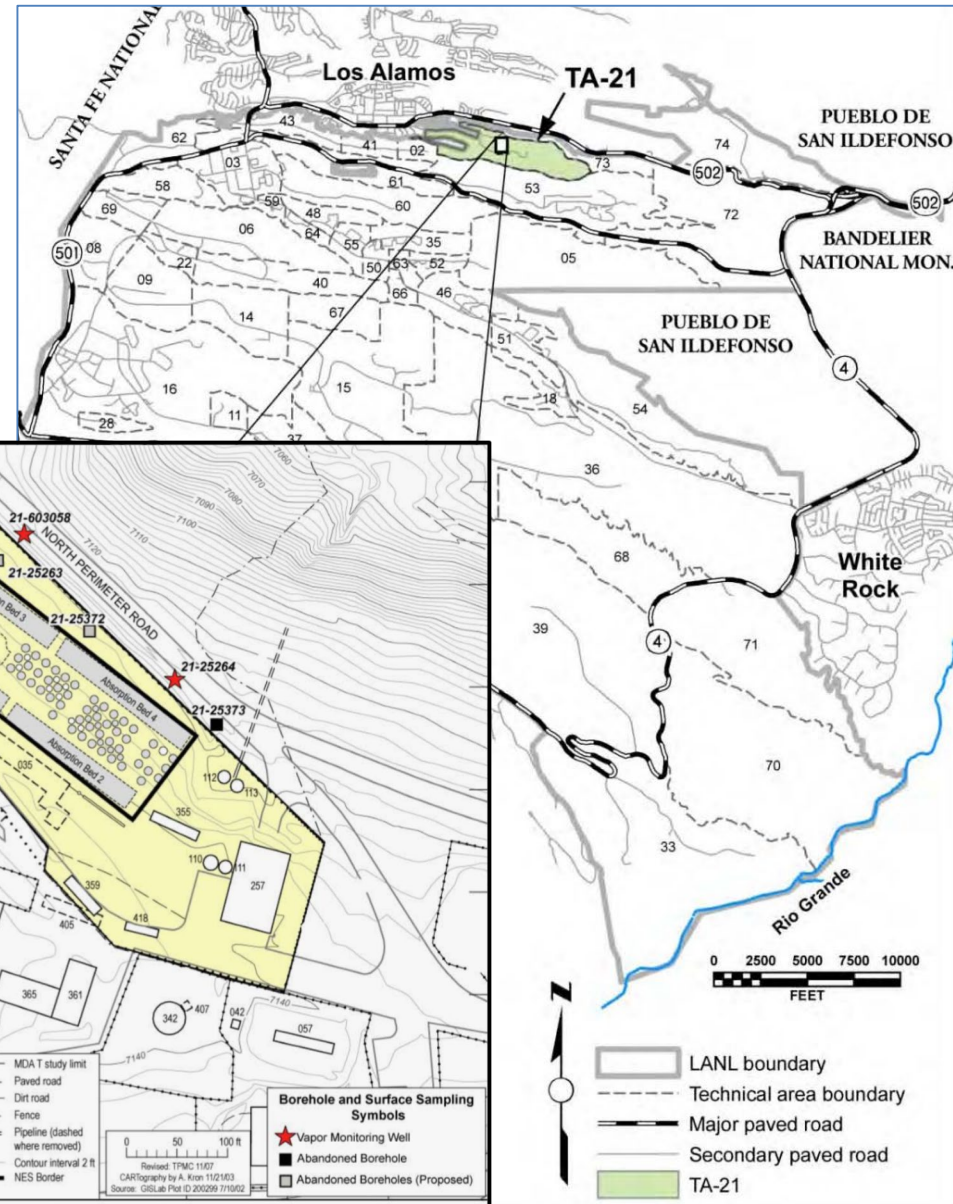 SANTA FE NATIONAL
Los Alamos
TA-21
PUEBLO DE
SAN ILDEFONSO
43
62
41
02
03
73
74
502
502
53
61
58
59
60
72
69
48
06
64
55
35
BANDELIER
NATIONAL MON.
501
08
22
50
63
52
05
09
40
66
46
14
67
PUEBLO DE
SAN ILDEFONSO
51
4
16
15
18
54
11
28
37
36
68
White
Rock
39
4
71
70
33
Rio Grande
0 2500 5000 7500 10000
FEET
N
LANL boundary
Technical area boundary
Major paved road
Secondary paved road
TA-21
7060
7070
7080
7090
7100
7110
7120
21-603058
NORTH PERIMETER ROAD
21-25263
21-25372
Absorption Bed 4
21-25264
21-25373
Absorption Bed 2
035
112
113
355
110
111
257
359
418
405
365
361
342
407
042
7140
057
7140
MDA T study limit
Paved road
Dirt road
Fence
Pipeline (dashed
where removed)
Contour interval 2 ft
NES Border
0 50 100 ft
Revised: TPMC 11/07
CARTography by A. Kron 11/21/03
Source: GISLab Plot ID 200299 7/10/02
Borehole and Surface Sampling
Symbols
Vapor Monitoring Well
Abandoned Borehole
Abandoned Boreholes (Proposed)